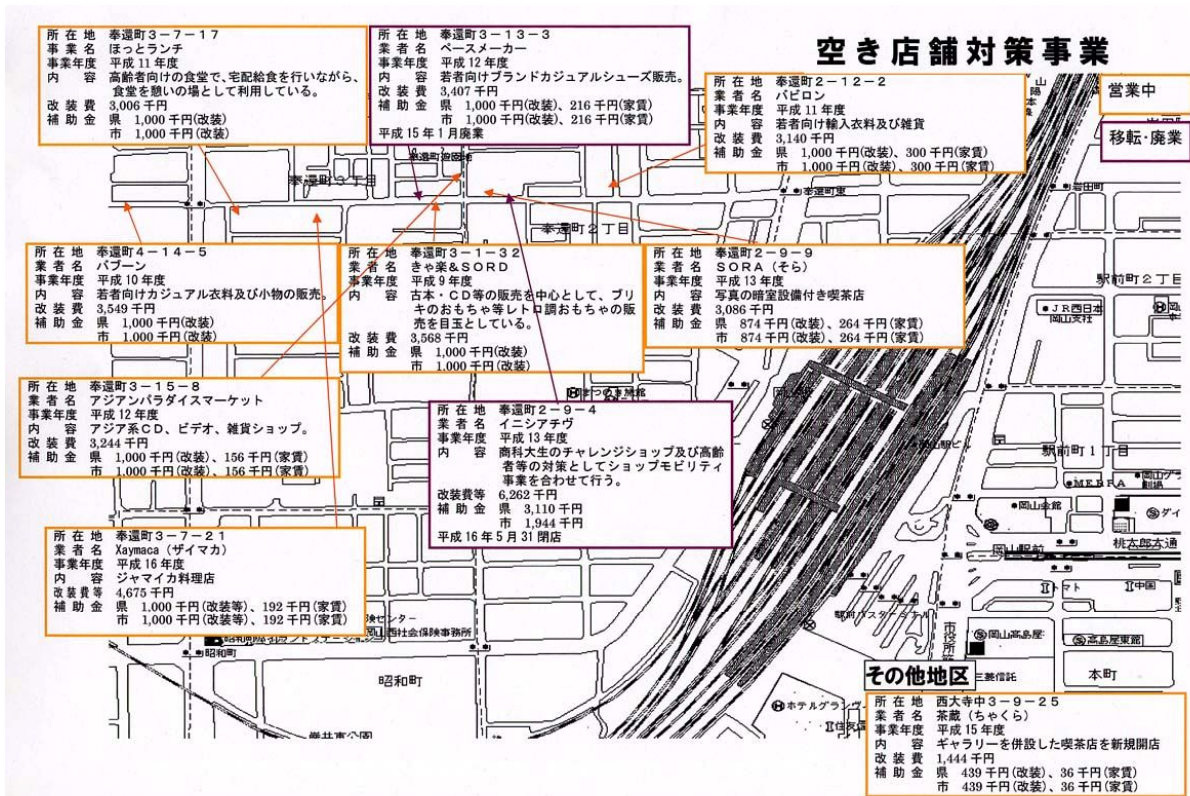 空き店舗対策事業
営業中
移転・廃業
所在地 奉還町3-7-17
事業名 ほっとランチ
事業年度 平成11年度
内容 高齢者向けの食堂で、宅配給食を行いながら、
食堂を憩いの場として利用している。
改装費 3,006千円
補助金 県 1,000千円(改装)
市 1,000千円(改装)
所在地 奉還町3-13-3
業者名 ペースメーカー
事業年度 平成12年度
内容 若者向けブランドカジュアルシューズ販売。
改装費 3,407千円
補助金 県 1,000千円(改装)、216千円(家賃)
市 1,000千円(改装)、216千円(家賃)
平成15年1月廃業
所在地 奉還町2-12-2
業者名 バビロン
事業年度 平成11年度
内容 若者向け輸入衣料及び雑貨
改装費 3,140千円
補助金 県 1,000千円(改装)、300千円(家賃)
市 1,000千円(改装)、300千円(家賃)
奉還町3丁目
奉還町2丁目
奉還町東
岩田町
所在地 奉還町4-14-5
業者名 バブーン
事業年度 平成10年度
内容 若者向けカジュアル衣料及び小物の販売。
改装費 3,549千円
補助金 県 1,000千円(改装)
市 1,000千円(改装)
所在地 奉還町3-1-32
業者名 きゃ楽&SORD
事業年度 平成9年度
内容 古本・CD等の販売を中心として、ブリ
キのおもちゃ等レトロ調おもちゃの販
売を目玉としている。
改装費 3,568千円
補助金 県 1,000千円(改装)
市 1,000千円(改装)
所在地 奉還町2-9-9
業者名 SORA(そら)
事業年度 平成13年度
内容 写真の暗室設備付き喫茶店
改装費 3,086千円
補助金 県 874千円(改装)、264千円(家賃)
市 874千円(改装)、264千円(家賃)
駅前町2丁目
JR西日本
岡山支社
所在地 奉還町3-15-8
業者名 アジアンパラダイスマーケット
事業年度 平成12年度
内容 アジア系CD、ビデオ、雑貨ショップ。
改装費 3,244千円
補助金 県 1,000千円(改装)、156千円(家賃)
市 1,000千円(改装)、156千円(家賃)
所在地 奉還町2-9-4
業者名 イニシアチヴ
事業年度 平成13年度
内容 商科大生のチャレンジショップ及び高齢
者等の対策としてショップモビリティ
事業を合わせて行う。
改装費等 6,262千円
補助金 県 3,110千円
市 1,944千円
平成16年5月31閉店
駅前町1丁目
岡山会館
桃太郎大通
岡山駅前
トマト
中国
所在地 奉還町3-7-21
業者名 Xaymaca(ザイマカ)
事業年度 平成16年度
内容 ジャマイカ料理店
改装費等 4,675千円
補助金 県 1,000千円(改装等)、192千円(家賃)
市 1,000千円(改装等)、192千円(家賃)
西社会保険事務所
昭和町
昭和町
岡山高島屋
高島屋東館
本町
三菱信託
その他地区
所在地 西大寺中3-9-25
業者名 茶蔵(ちゃくら)
事業年度 平成15年度
内容 ギャラリーを併設した喫茶店を新規開店
改装費 1,444千円
補助金 県 439千円(改装)、36千円(家賃)
市 439千円(改装)、36千円(家賃)